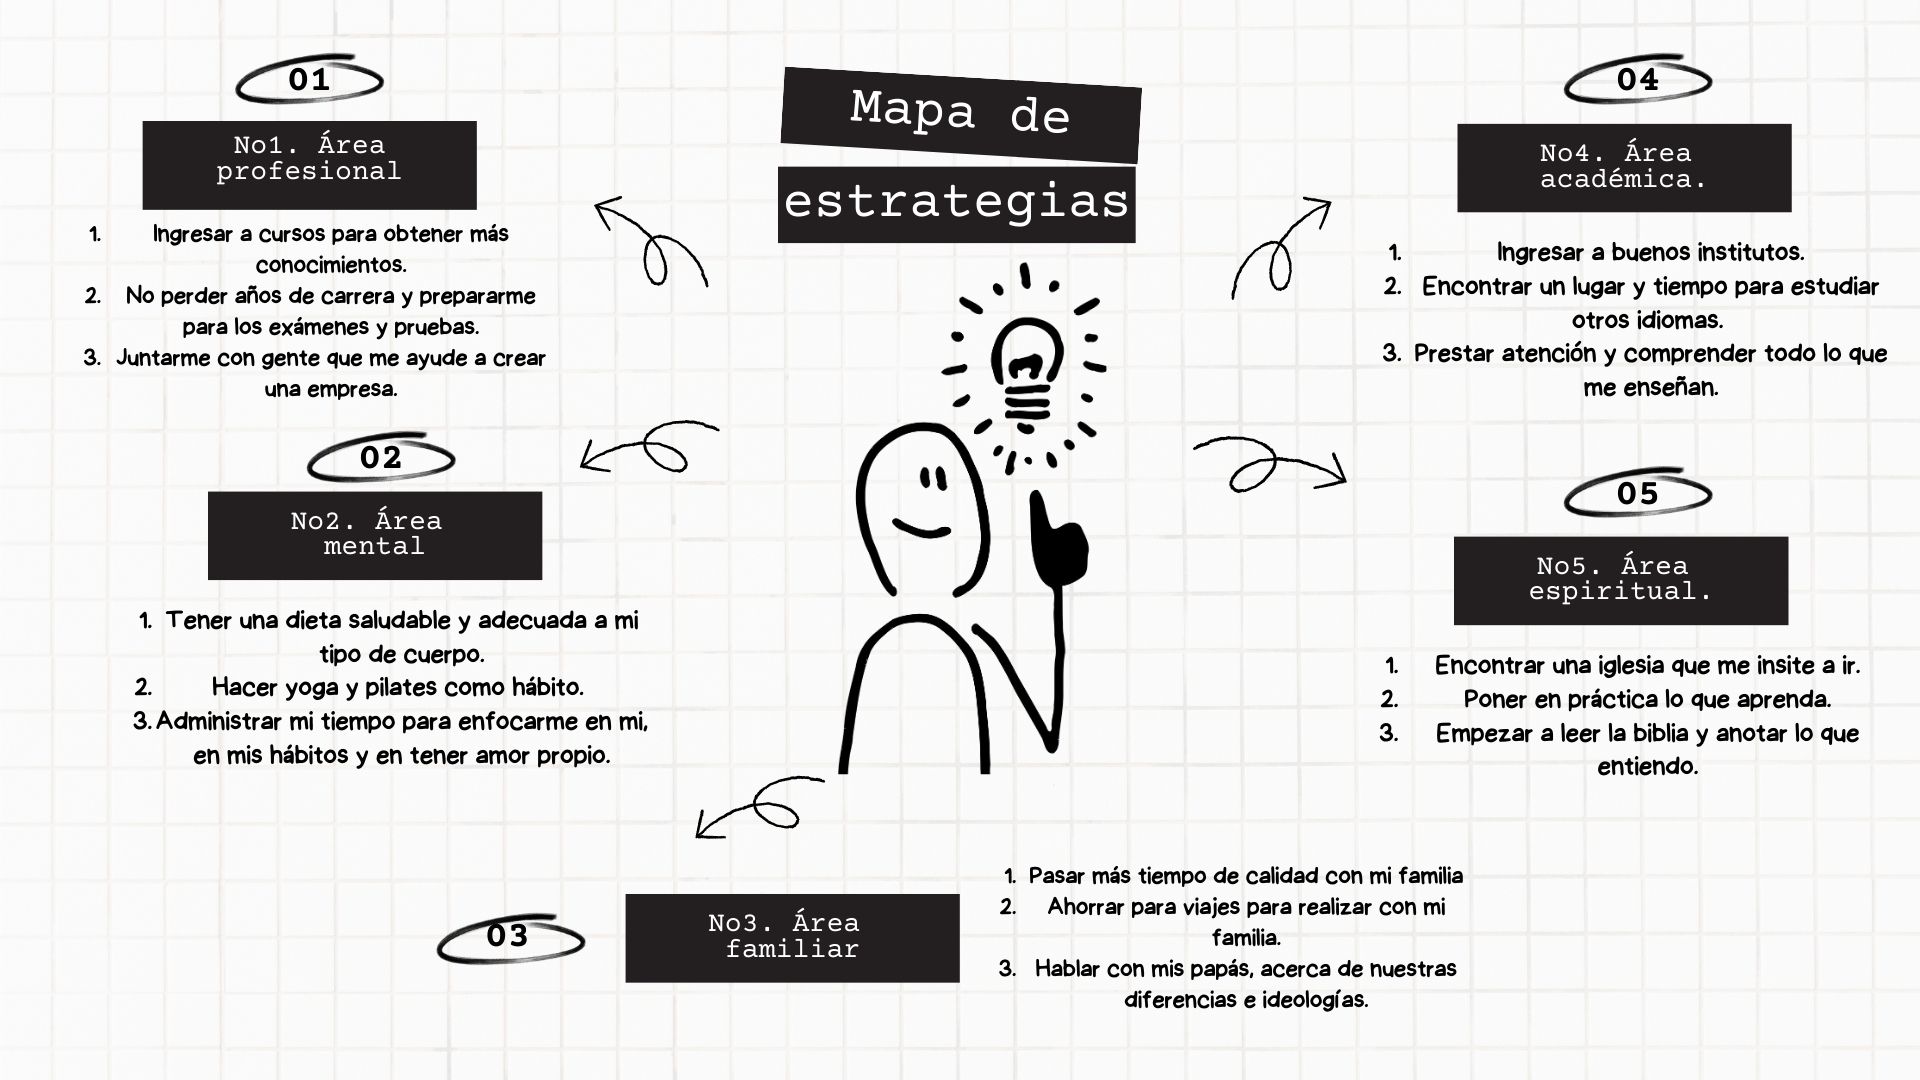 Mapa de
estrategias
01
No1. Área
profesional
1. Ingresar a cursos para obtener más
conocimientos.
2. No perder años de carrera y prepararme
para los exámenes y pruebas.
3. Juntarme con gente que me ayude a crear
una empresa.
02
No2. Área
mental
1. Tener una dieta saludable y adecuada a mi
tipo de cuerpo.
2. Hacer yoga y pilates como hábito.
3. Administrar mi tiempo para enfocarme en mi,
en mis hábitos y en tener amor propio.
03
No3. Área
familiar
1. Pasar más tiempo de calidad con mi familia
2. Ahorrar para viajes para realizar con mi
familia.
3. Hablar con mis papás, acerca de nuestras
diferencias e ideologías.
04
No4. Área
académica.
1. Ingresar a buenos institutos.
2. Encontrar un lugar y tiempo para estudiar
otros idiomas.
3. Prestar atención y comprender todo lo que
me enseñan.
05
No5. Área
espiritual.
1. Encontrar una iglesia que me insite a ir.
2. Poner en práctica lo que aprenda.
3. Empezar a leer la biblia y anotar lo que
entiendo.